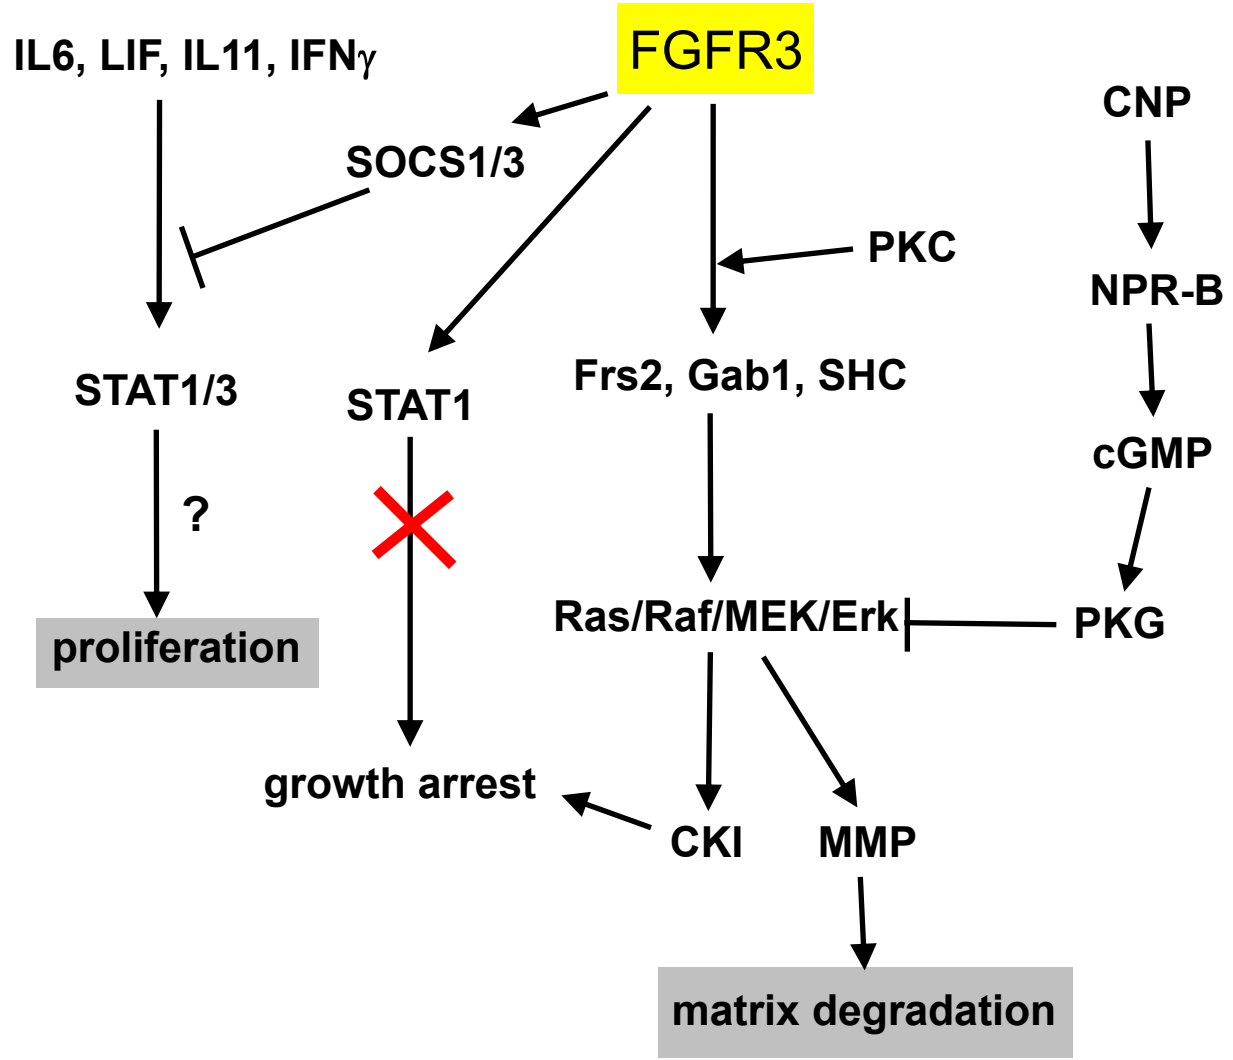 IL6, LIF, IL11, IFNγ
FGFR3
CNP
SOCS1/3
PKC
NPR-B
STAT1/3
STAT1
Frs2, Gab1, SHC
cGMP
?
Ras/Raf/MEK/Erk
PKG
proliferation
growth arrest
CKI
MMP
matrix degradation